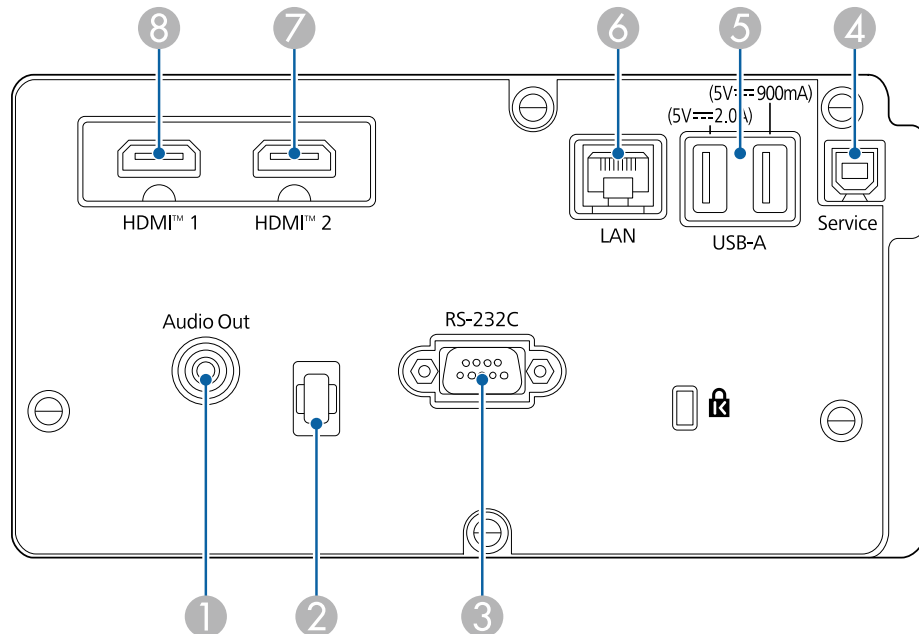 8 7 6 5 4
(5V⎓900mA)
(5V⎓2.0A)
HDMI™ 1 HDMI™ 2 LAN USB-A Service
Audio Out RS-232C
K
1 2 3